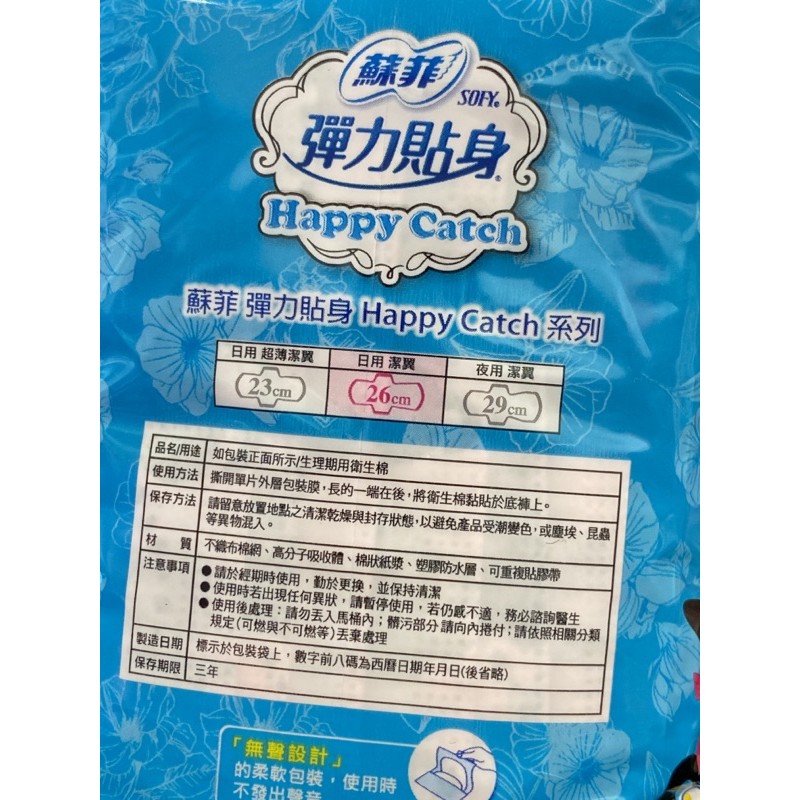 蘇菲
SOFY®
PPY CATCH
彈力貼身®
Happy Catch
蘇菲 彈力貼身 Happy Catch 系列
日用 超薄潔翼 日用 潔翼 夜用 潔翼
23cm 26cm 29cm
品名/用途 如包裝正面所示/生理期用衛生棉
使用方法 撕開單片外層包裝膜,長的一端在後,將衛生棉黏貼於底褲上。
保存方法 請留意放置地點之清潔乾燥與封存狀態,以避免產品受潮變色,或塵埃、昆蟲
等異物混入。
材質 不織布棉網、高分子吸收體、棉狀紙漿、塑膠防水層、可重複貼膠帶
注意事項 ●請於經期時使用,勤於更換,並保持清潔
●使用時若出現任何異狀,請暫停使用,若仍感不適,務必諮詢醫生
●使用後處理:請勿丟入馬桶內;髒污部分請向內捲付;請依照相關分類
規定(可燃與不可燃等)丟棄處理
製造日期 標示於包裝袋上,數字前八碼為西曆日期年月日(後省略)
保存期限 三年
「無聲設計」
的柔軟包裝,使用時
不發出聲音